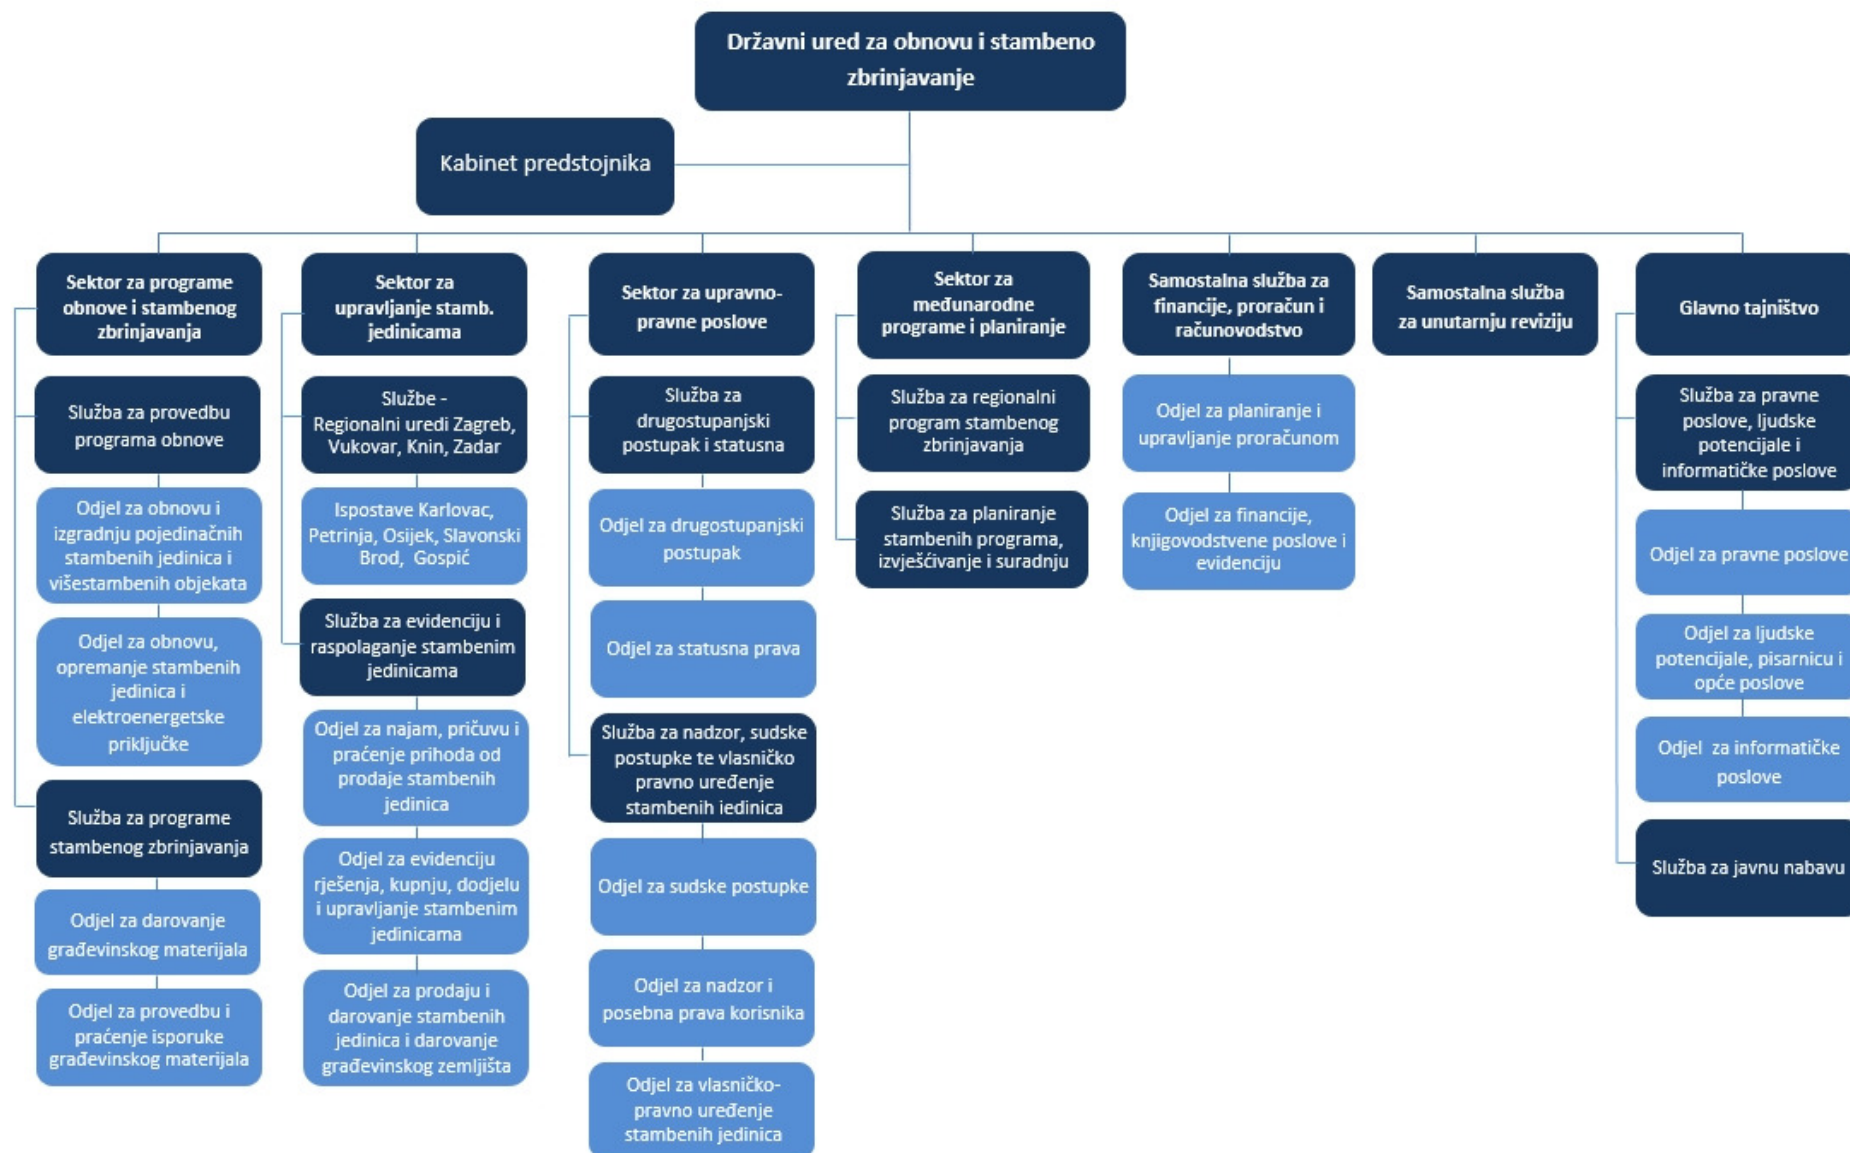 Državni ured za obnovu i stambeno
zbrinjavanje
Kabinet predstojnika
Sektor za programe
obnove i stambenog
zbrinjavanja
Služba za provedbu
programa obnove
Odjel za obnovu i
izgradnju pojedinačnih
stambenih jedinica i
višestambenih objekata
Odjel za obnovu,
opremanje stambenih
jedinica i
elektroenergetske
priključke
Služba za programe
stambenog zbrinjavanja
Odjel za darovanje
građevinskog materijala
Odjel za provedbu i
praćenje isporuke
građevinskog materijala
Sektor za
upravljanje stamb.
jedinicama
Službe -
Regionalni uredi Zagreb,
Vukovar, Knin, Zadar
Ispostave Karlovac,
Petrinja, Osijek, Slavonski
Brod, Gospić
Služba za evidenciju i
raspolaganje stambenim
jedinicama
Odjel za najam, pričuvu i
praćenje prihoda od
prodaje stambenih
jedinica
Odjel za evidenciju
rješenja, kupnju, dodjelu
i upravljanje stambenim
jedinicama
Odjel za prodaju i
darovanje stambenih
jedinica i darovanje
građevinskog zemljišta
Sektor za upravno-
pravne poslove
Služba za
drugostupanjski
postupak i statusna
Odjel za drugostupanjski
postupak
Odjel za statusna prava
Služba za nadzor, sudske
postupke te vlasničko
pravno uređenje
stambenih jedinica
Odjel za sudske postupke
Odjel za nadzor i
posebna prava korisnika
Odjel za vlasničko-
pravno uređenje
stambenih jedinica
Sektor za
međunarodne
programe i planiranje
Služba za regionalni
program stambenog
zbrinjavanja
Služba za planiranje
stambenih programa,
izvješćivanje i suradnju
Samostalna služba za
financije, proračun i
računovodstvo
Odjel za planiranje i
upravljanje proračunom
Odjel za financije,
knjigovodstvene poslove i
evidenciju
Samostalna služba
za unutarnju reviziju
Glavno tajništvo
Služba za pravne
poslove, ljudske
potencijale i
informatičke poslove
Odjel za pravne poslove
Odjel za ljudske
potencijale, pisarnicu i
opće poslove
Odjel za informatičke
poslove
Služba za javnu nabavu